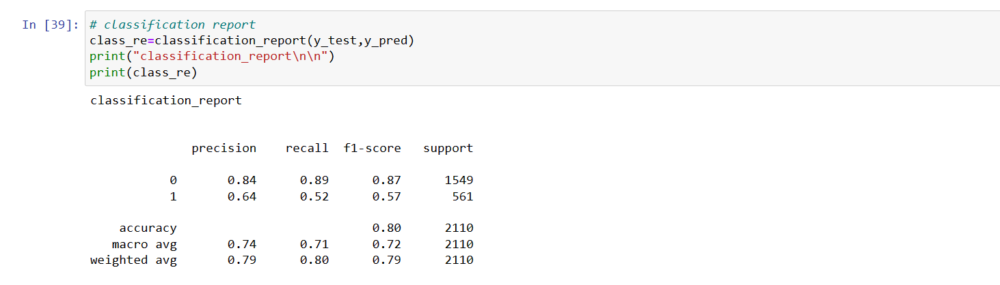 In [39]: # classification report
class_re=classification_report(y_test,y_pred)
print("classification_report\n\n")
print(class_re)
classification_report
precision recall f1-score support
0 0.84 0.89 0.87 1549
1 0.64 0.52 0.57 561
accuracy 0.80 2110
macro avg 0.74 0.71 0.72 2110
weighted avg 0.79 0.80 0.79 2110